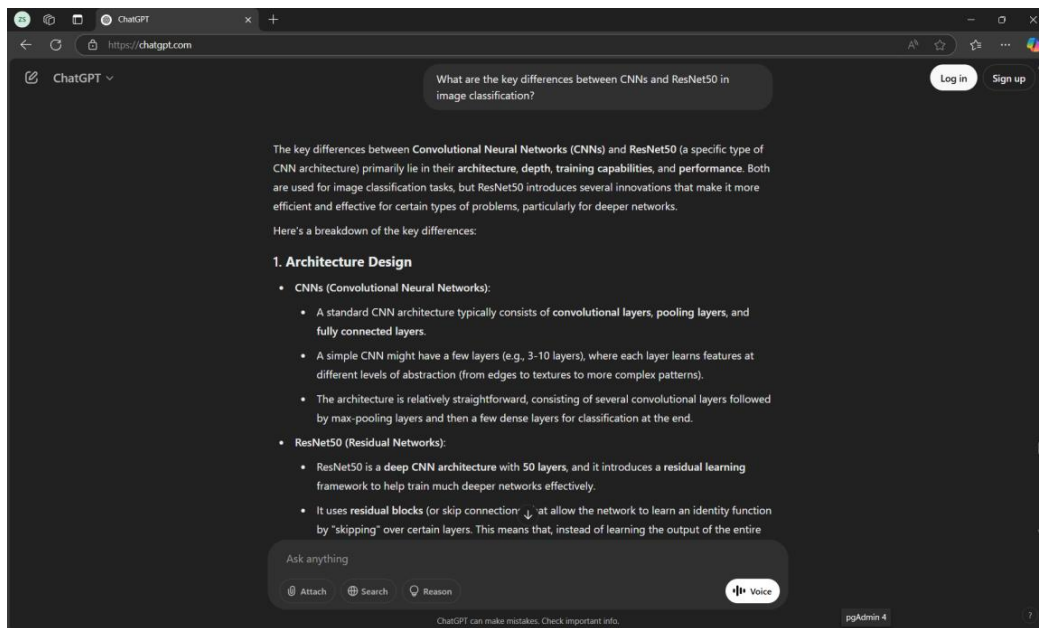 ZS ChatGPT
https://chatgpt.com
ChatGPT
Log in Sign up
What are the key differences between CNNs and ResNet50 in
image classification?
The key differences between Convolutional Neural Networks (CNNs) and ResNet50 (a specific type of
CNN architecture) primarily lie in their architecture, depth, training capabilities, and performance. Both
are used for image classification tasks, but ResNet50 introduces several innovations that make it more
efficient and effective for certain types of problems, particularly for deeper networks.
Here's a breakdown of the key differences:
1. Architecture Design
• CNNs (Convolutional Neural Networks):
• A standard CNN architecture typically consists of convolutional layers, pooling layers, and
fully connected layers.
• A simple CNN might have a few layers (e.g., 3-10 layers), where each layer learns features at
different levels of abstraction (from edges to textures to more complex patterns).
• The architecture is relatively straightforward, consisting of several convolutional layers followed
by max-pooling layers and then a few dense layers for classification at the end.
• ResNet50 (Residual Networks):
• ResNet50 is a deep CNN architecture with 50 layers, and it introduces a residual learning
framework to help train much deeper networks effectively.
• It uses residual blocks (or skip connection at allow the network to learn an identity function
by "skipping" over certain layers. This means that, instead of learning the output of the entire
Ask anything
Attach Search Reason Voice
ChatGPT can make mistakes. Check important info.
pgAdmin 4
?